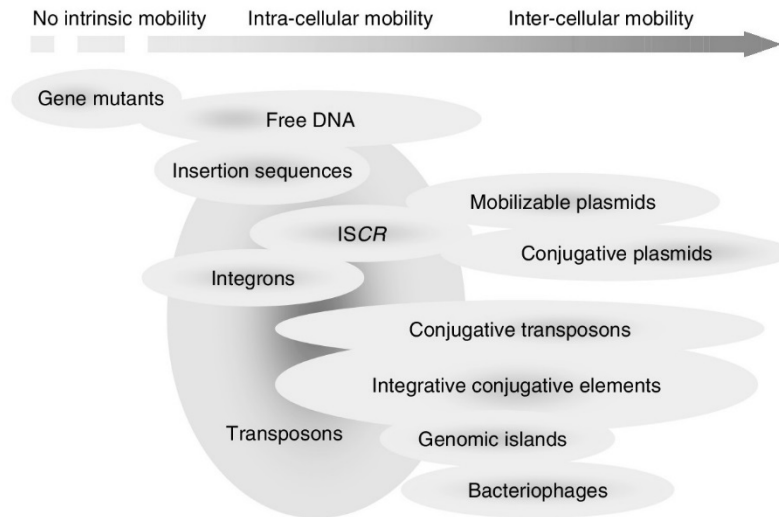 No intrinsic mobility
Intra-cellular mobility
Inter-cellular mobility
Gene mutants
Free DNA
Insertion sequences
Mobilizable plasmids
ISCR
Conjugative plasmids
Integrons
Conjugative transposons
Integrative conjugative elements
Transposons
Genomic islands
Bacteriophages